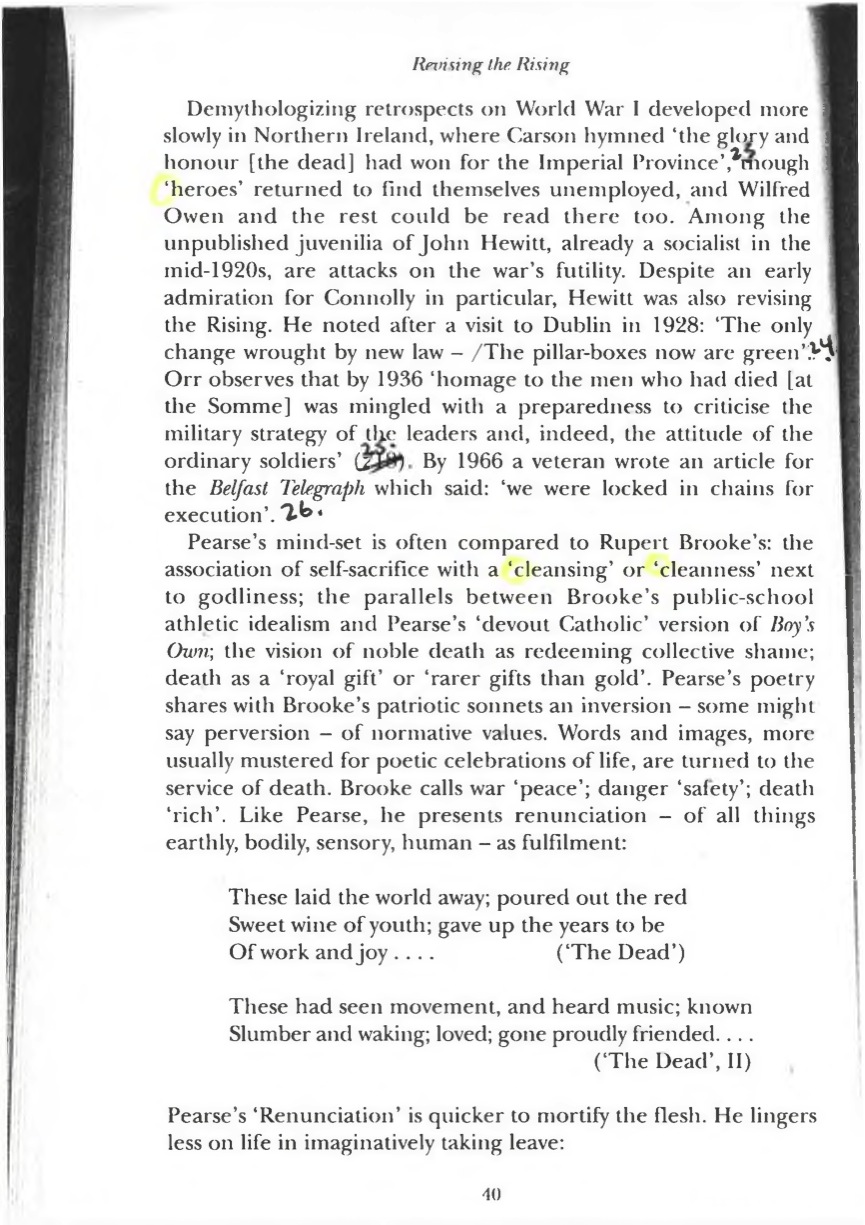 Revising the Rising
Demythologizing retrospects on World War I developed more
slowly in Northern Ireland, where Carson hymned ‘the glory and
honour [the dead] had won for the Imperial Province’,23 though
‘heroes’ returned to find themselves unemployed, and Wilfred
Owen and the rest could be read there too. Among the
unpublished juvenilia of John Hewitt, already a socialist in the
mid-1920s, are attacks on the war’s futility. Despite an early
admiration for Connolly in particular, Hewitt was also revising
the Rising. He noted after a visit to Dublin in 1928: ‘The only
change wrought by new law – /The pillar-boxes now are green’.24.
Orr observes that by 1936 ‘homage to the men who had died [at
the Somme] was mingled with a preparedness to criticise the
military strategy of the leaders and, indeed, the attitude of the
ordinary soldiers’ 25. By 1966 a veteran wrote an article for
the Belfast Telegraph which said: ‘we were locked in chains for
execution’. 26.
Pearse’s mind-set is often compared to Rupert Brooke’s: the
association of self-sacrifice with a ‘cleansing’ or ‘cleanness’ next
to godliness; the parallels between Brooke’s public-school
athletic idealism and Pearse’s ‘devout Catholic’ version of Boy’s
Own; the vision of noble death as redeeming collective shame;
death as a ‘royal gift’ or ‘rarer gifts than gold’. Pearse’s poetry
shares with Brooke’s patriotic sonnets an inversion – some might
say perversion – of normative values. Words and images, more
usually mustered for poetic celebrations of life, are turned to the
service of death. Brooke calls war ‘peace’; danger ‘safety’; death
‘rich’. Like Pearse, he presents renunciation – of all things
earthly, bodily, sensory, human – as fulfilment:
These laid the world away; poured out the red
Sweet wine of youth; gave up the years to be
Of work and joy . . . . (‘The Dead’)
These had seen movement, and heard music; known
Slumber and waking; loved; gone proudly friended. . . .
(‘The Dead’, II)
Pearse’s ‘Renunciation’ is quicker to mortify the flesh. He lingers
less on life in imaginatively taking leave:
40